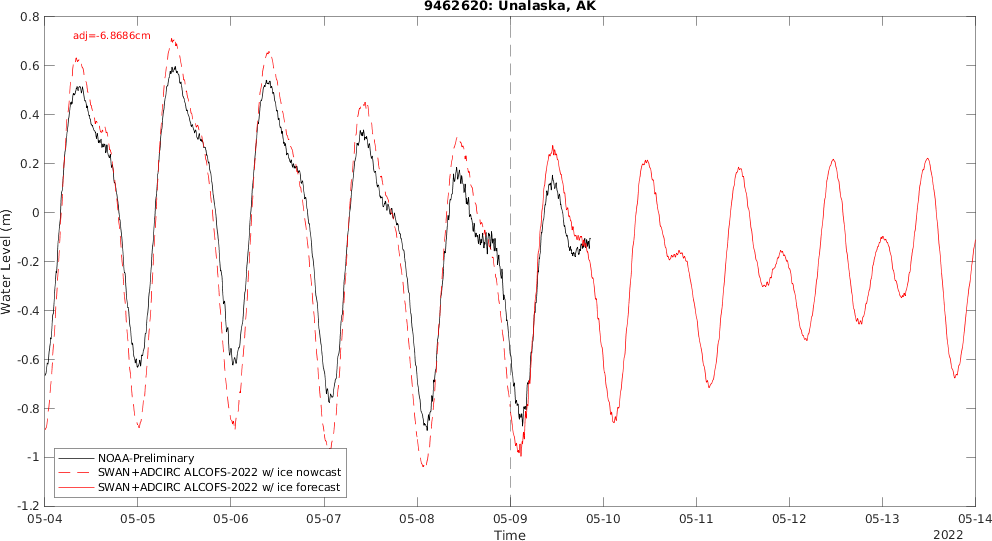 9462620: Unalaska, AK
adj=-6.8686cm
Water Level (m)
0.8
0.6
0.4
0.2
0
-0.2
-0.4
-0.6
-0.8
-1
-1.2
NOAA-Preliminary
SWAN+ADCIRC ALCOFS-2022 w/ ice nowcast
SWAN+ADCIRC ALCOFS-2022 w/ ice forecast
05-04 05-05 05-06 05-07 05-08 05-09 05-10 05-11 05-12 05-13 05-14
Time
2022